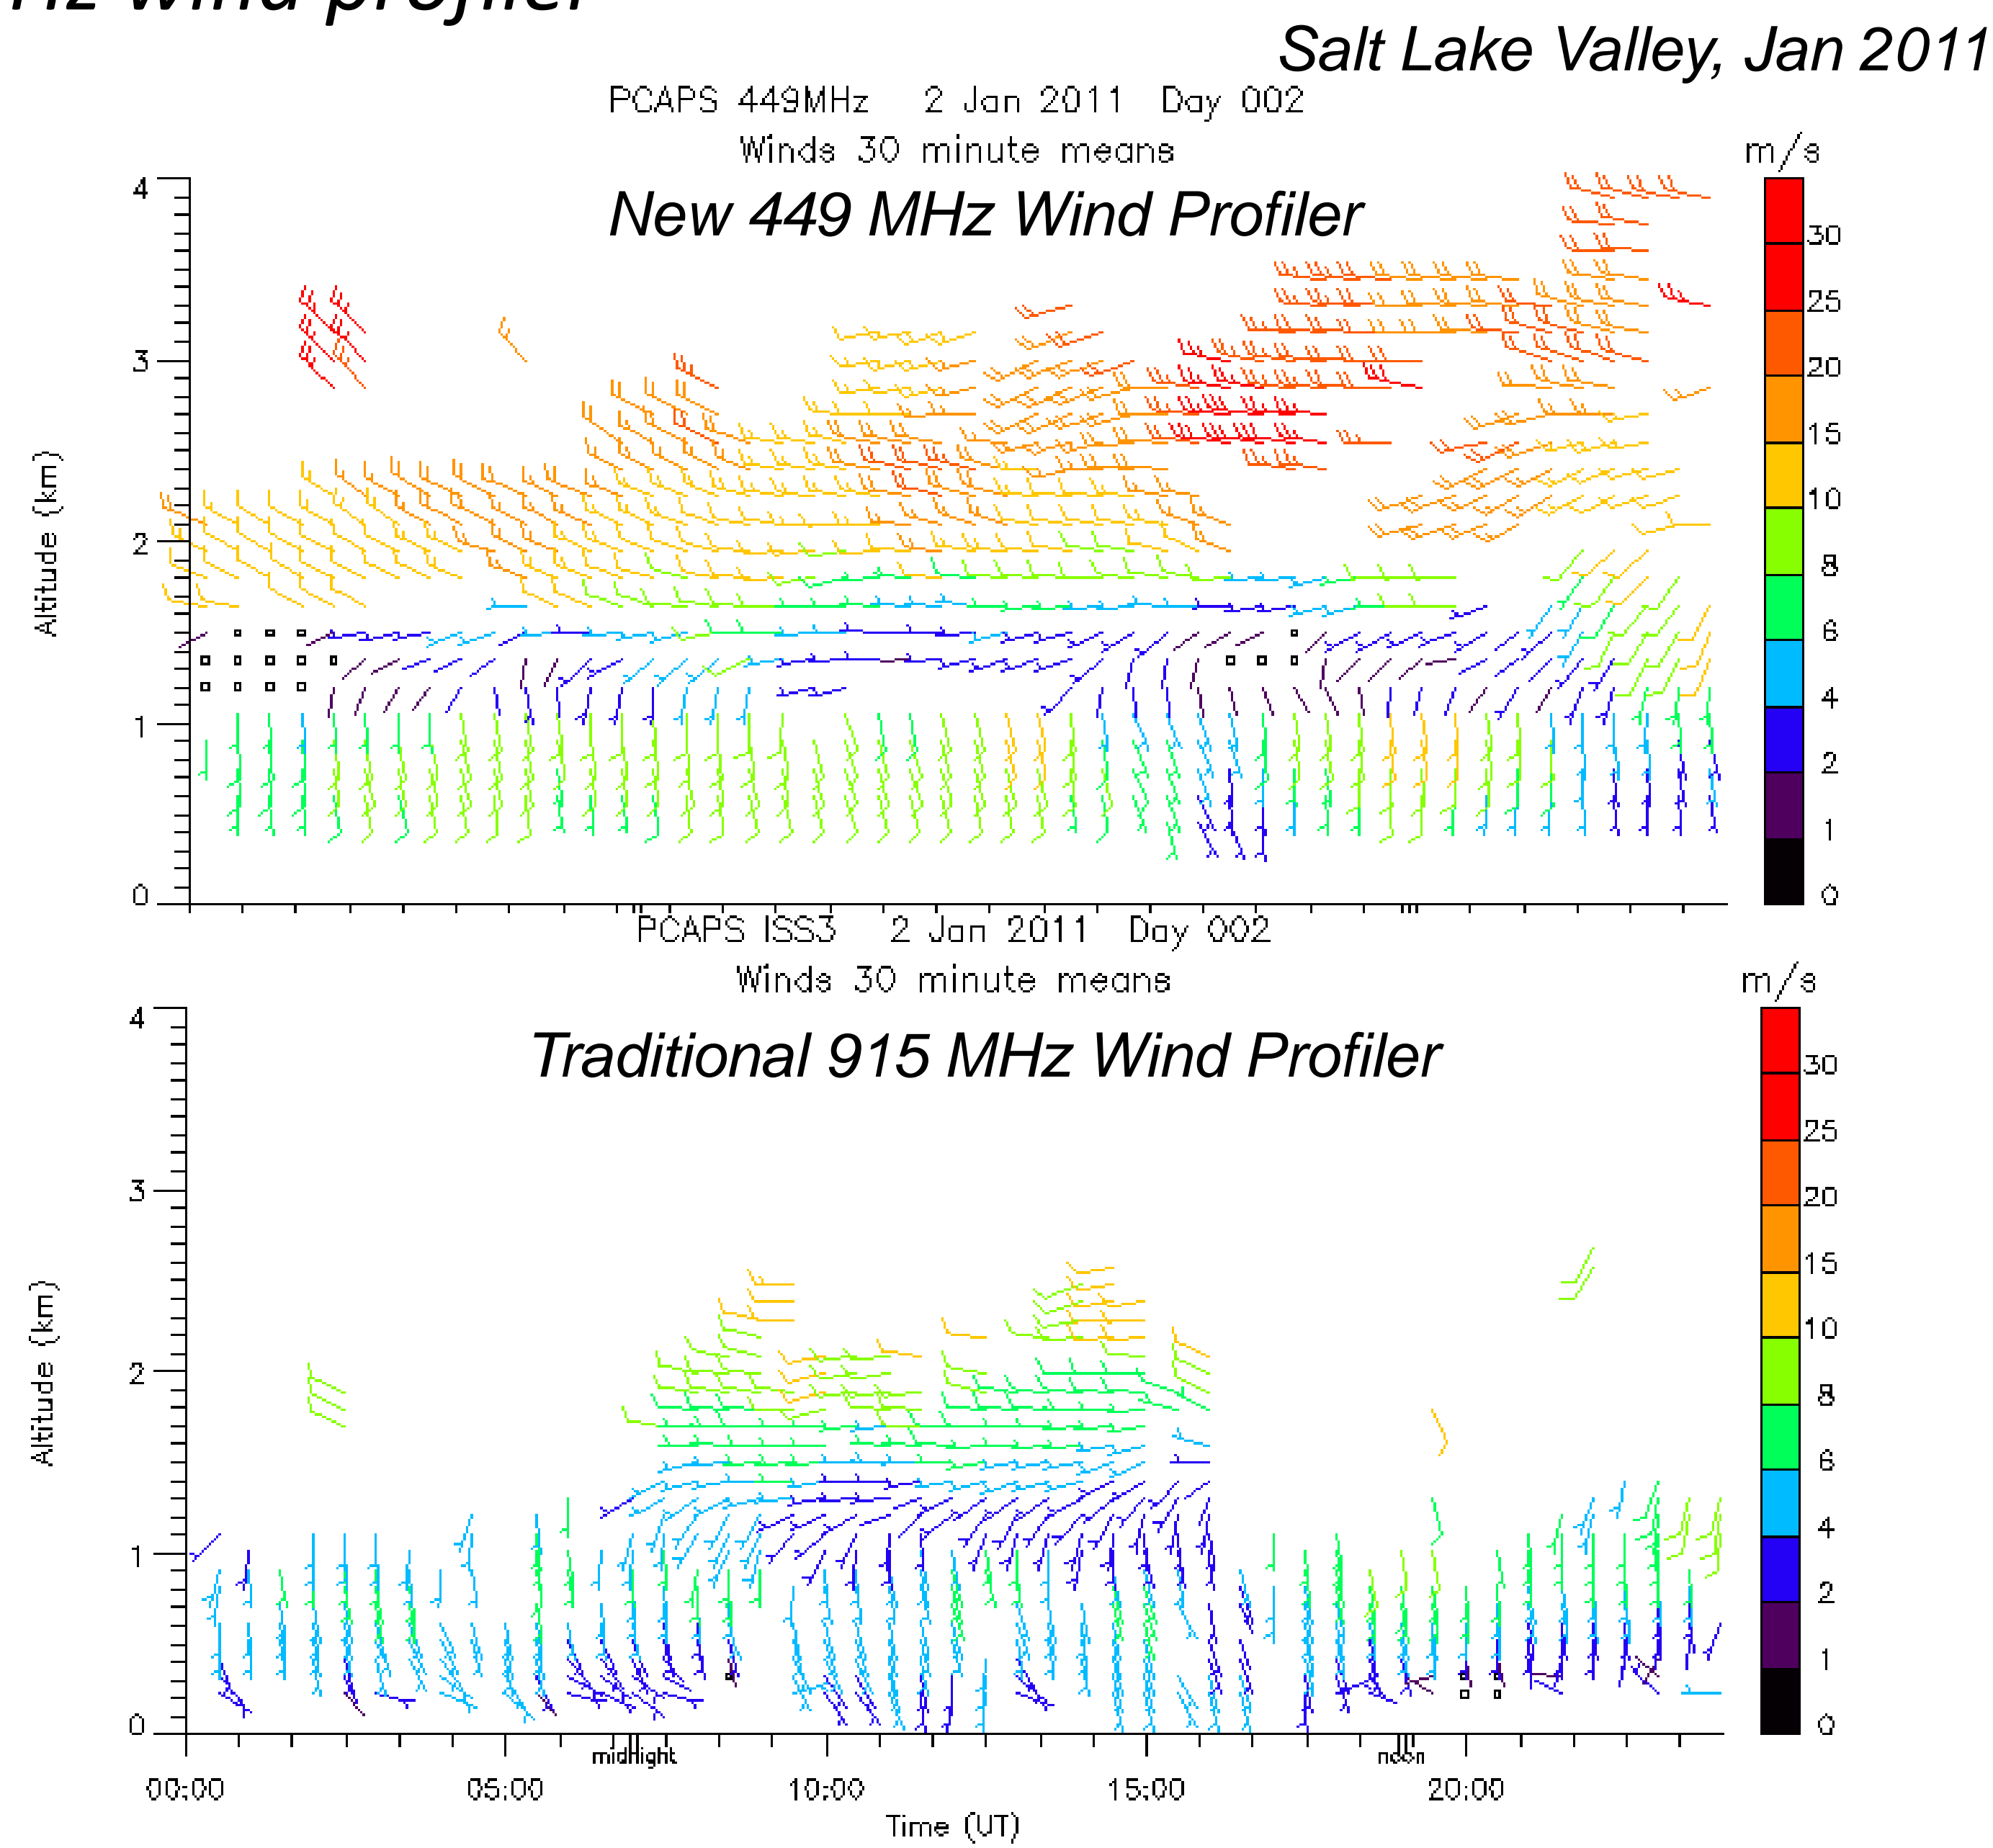 Hz wind profiler
Salt Lake Valley, Jan 2011
PCAPS 449MHz 2 Jan 2011 Day 002
Winds 30 minute means
m/s
New 449 MHz Wind Profiler
4
3
2
1
0
Altitude (km)
30
25
20
15
10
8
6
4
2
1
0
PCAPS ISS3 2 Jan 2011 Day 002
Winds 30 minute means
m/s
Traditional 915 MHz Wind Profiler
4
3
2
1
0
Altitude (km)
30
25
20
15
10
8
6
4
2
1
0
midnight
noon
00:00 05:00 10:00 15:00 20:00
Time (UT)